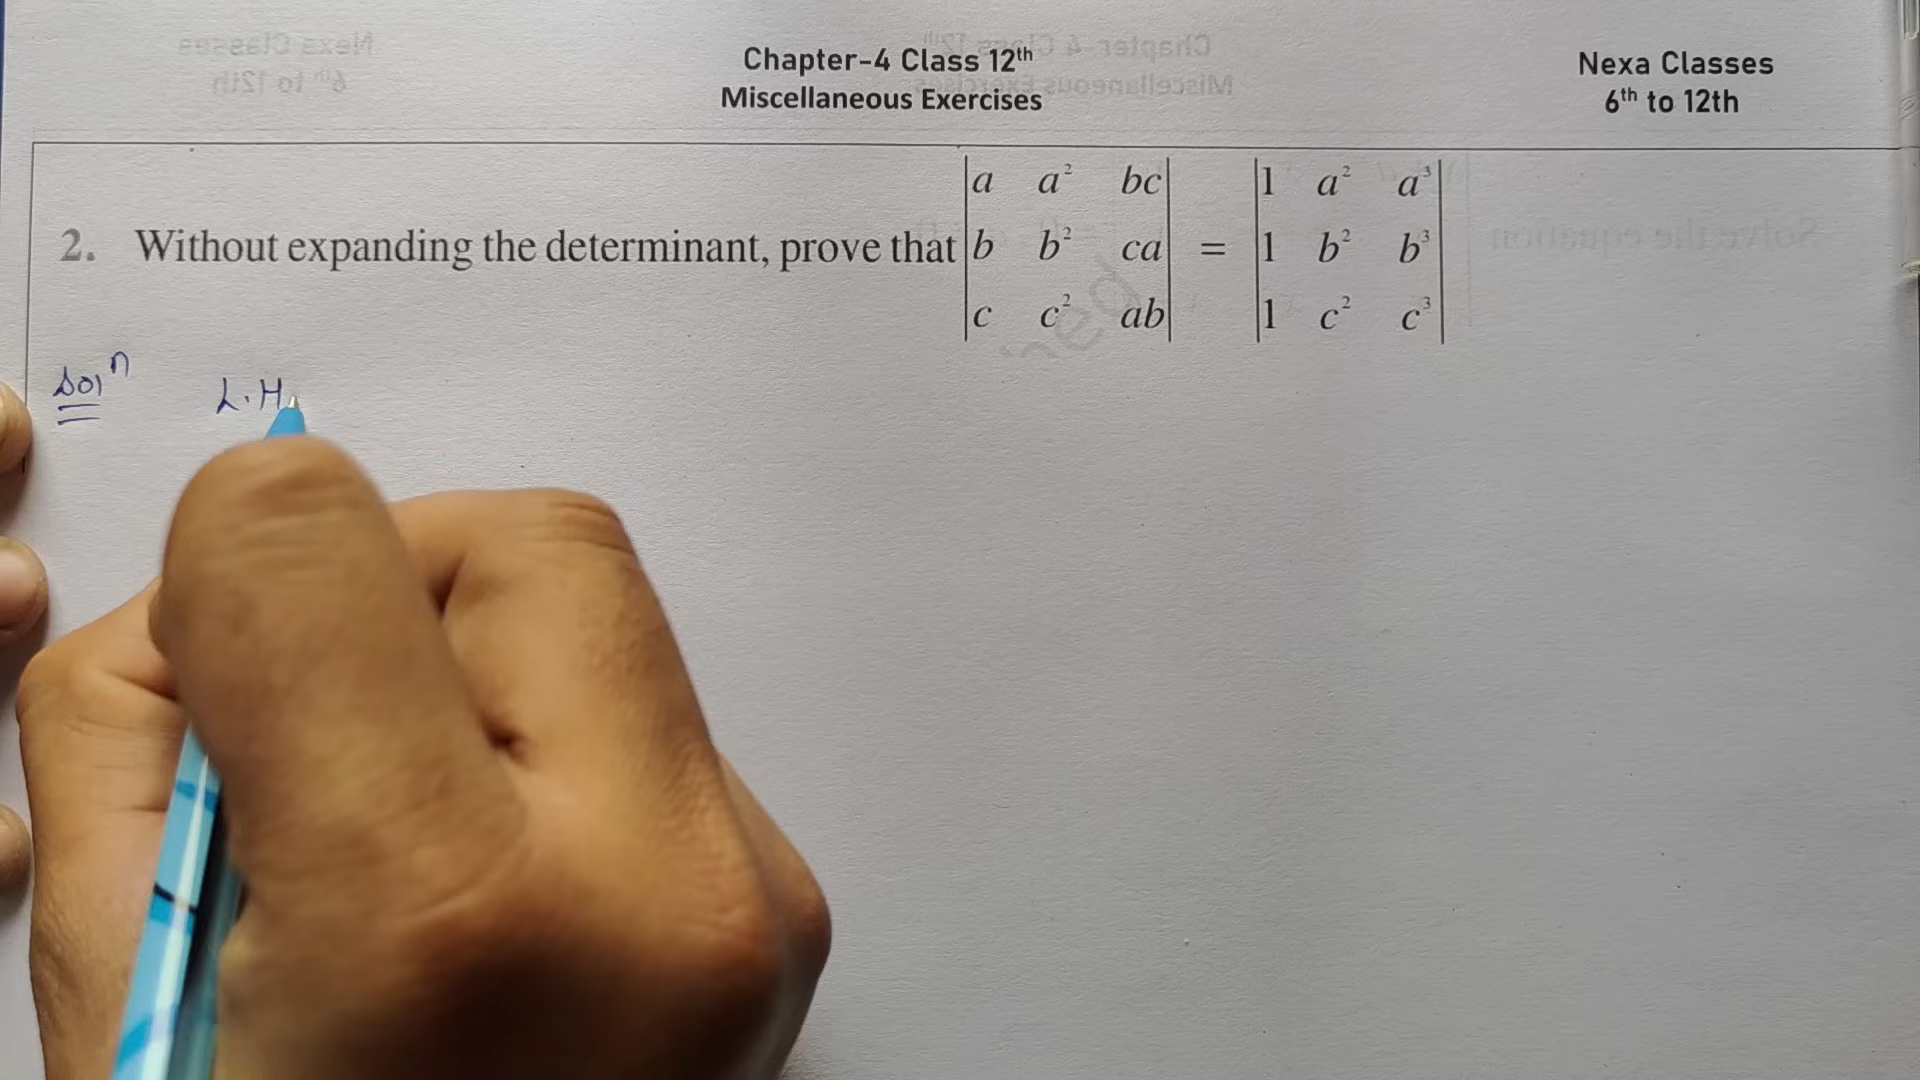 Chapter-4 Class 12th
Miscellaneous Exercises
Nexa Classes
6th to 12th
2. Without expanding the determinant, prove that |a a² bc| = |1 a² a³|
|b b² ca| |1 b² b³|
|c c² ab| |1 c² c³|
Solⁿ L.H.